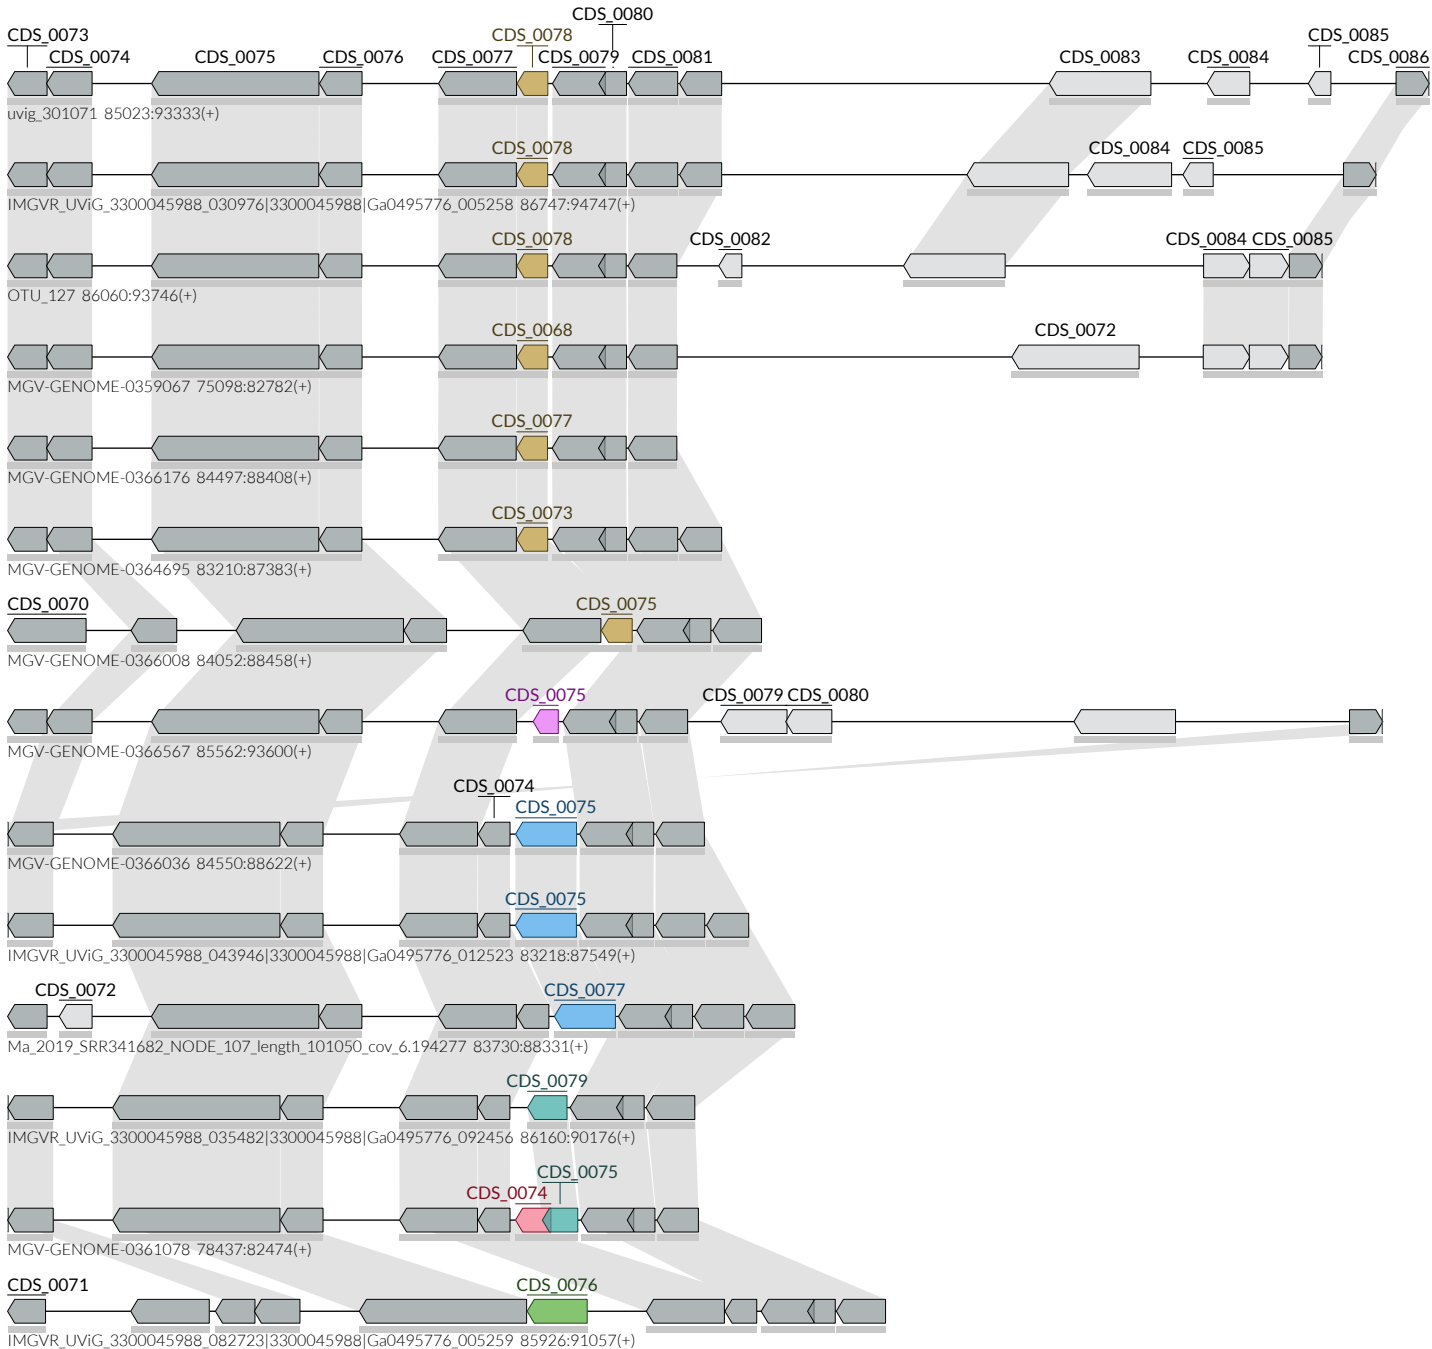 CDS_0080
CDS_0073 CDS_0078 CDS_0085
CDS_0074 CDS_0075 CDS_0076 CDS_0077 CDS_0079 CDS_0081 CDS_0083 CDS_0084 CDS_0086
uvig_301071 85023:93333(+)
CDS_0078 CDS_0084 CDS_0085
IMGVR_UViG_3300045988_030976|3300045988|Ga0495776_005258 86747:94747(+)
CDS_0078 CDS_0082 CDS_0084 CDS_0085
OTU_127 86060:93746(+)
CDS_0068 CDS_0072
MGV-GENOME-0359067 75098:82782(+)
CDS_0077
MGV-GENOME-0366176 84497:88408(+)
CDS_0073
MGV-GENOME-0364695 83210:87383(+)
CDS_0070 CDS_0075
MGV-GENOME-0366008 84052:88458(+)
CDS_0075 CDS_0079 CDS_0080
MGV-GENOME-0366567 85562:93600(+)
CDS_0074
CDS_0075
MGV-GENOME-0366036 84550:88622(+)
CDS_0075
IMGVR_UViG_3300045988_043946|3300045988|Ga0495776_012523 83218:87549(+)
CDS_0072 CDS_0077
Ma_2019_SRR341682_NODE_107_length_101050_cov_6.194277 83730:88331(+)
CDS_0079
IMGVR_UViG_3300045988_035482|3300045988|Ga0495776_092456 86160:90176(+)
CDS_0075
CDS_0074
MGV-GENOME-0361078 78437:82474(+)
CDS_0071 CDS_0076
IMGVR_UViG_3300045988_082723|3300045988|Ga0495776_005259 85926:91057(+)